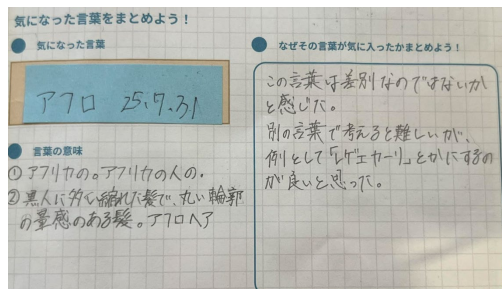 気になった言葉をまとめよう！
気になった言葉
アフロ 25.7.31
言葉の意味
① アフリカの。アフリカの人の。
② 黒人に多い縮れた髪で、丸い輪郭
の量感のある髪。アフロヘア
なぜその言葉が気に入ったかまとめよう！
この言葉は差別なのではないか
と感じた。
別の言葉で考えると難しいが、
例として「レゲエカーリ」とかにするの
が良いと思った。